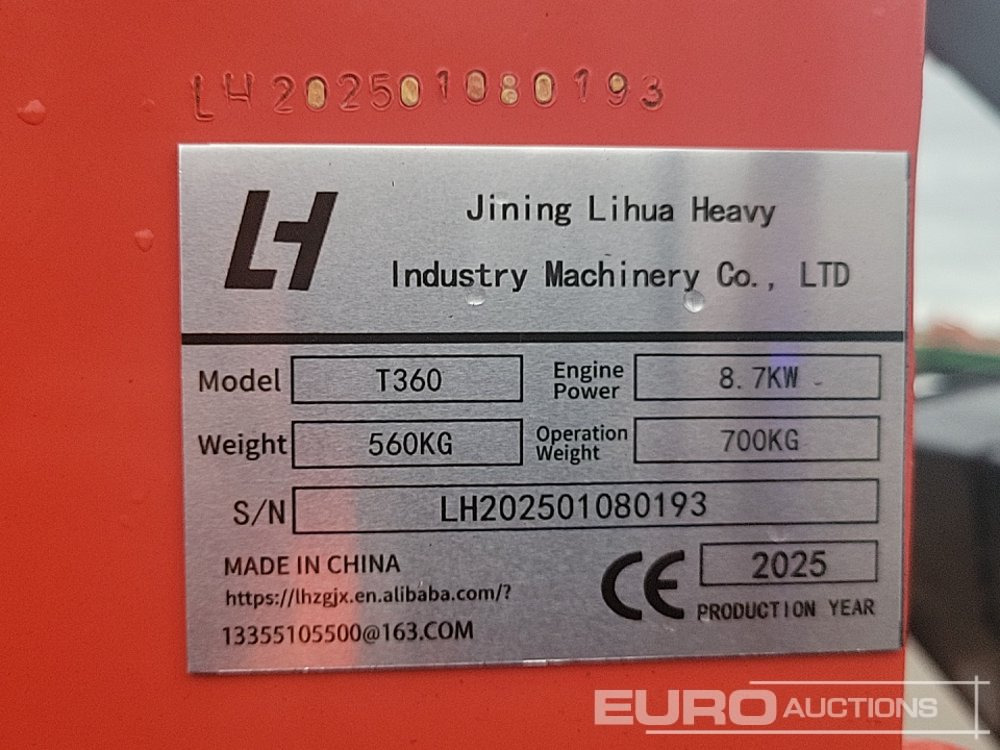 LH202501080193
LH
Jining Lihua Heavy
Industry Machinery Co., LTD
Model T360 Engine Power 8.7KW
Weight 560KG Operation Weight 700KG
S/N LH202501080193
MADE IN CHINA
https://lhzgjx.en.alibaba.com/?
13355105500@163.COM
CE 2025
PRODUCTION YEAR
EURO AUCTIONS